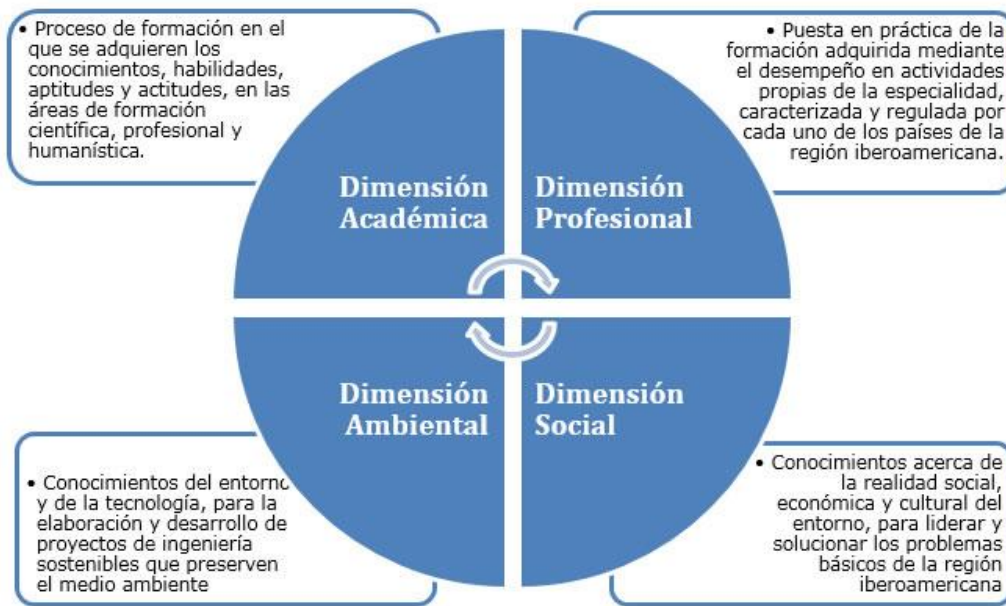 • Proceso de formación en el
que se adquieren los
conocimientos, habilidades,
aptitudes y actitudes, en las
áreas de formación
científica, profesional y
humanística.
• Puesta en práctica de la
formación adquirida mediante
el desempeño en actividades
propias de la especialidad,
caracterizada y regulada por
cada uno de los países de la
región iberoamericana.
Dimensión
Académica
Dimensión
Profesional
Dimensión
Ambiental
Dimensión
Social
• Conocimientos del entorno
y de la tecnología, para la
elaboración y desarrollo de
proyectos de ingeniería
sostenibles que preserven
el medio ambiente
• Conocimientos acerca de
la realidad social,
económica y cultural del
entorno, para liderar y
solucionar los problemas
básicos de la región
iberoamericana